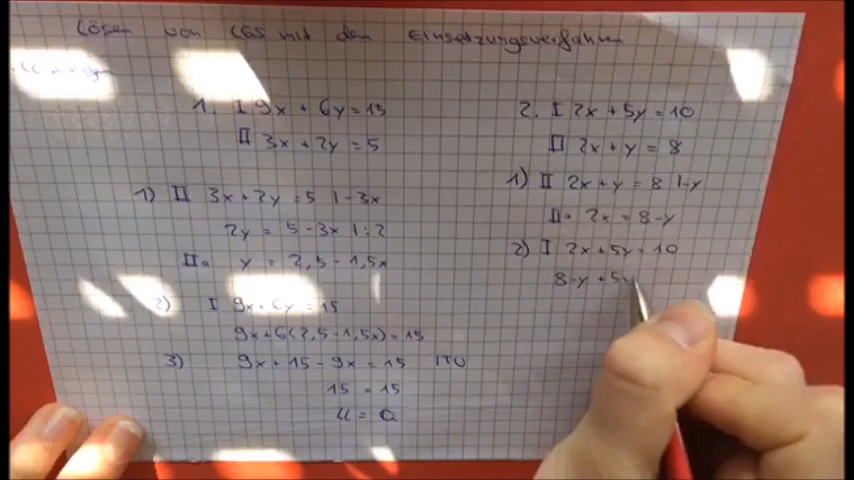 Lösen von LGS mit dem Einsetzungsverfahren
1. I 9x + 6y = 15
II 3x + 2y = 5
1) II 3x + 2y = 5 | -3x
2y = 5 - 3x | :2
IIa y = 2,5 - 1,5x
2) I 9x + 6y = 15
9x + 6(2,5 - 1,5x) = 15
3) 9x + 15 - 9x = 15 | TU
15 = 15
2. I 2x + 5y = 10
II 2x + y = 8
1) II 2x + y = 8 | -y
IIa 2x = 8 - y
2) I 2x + 5y = 10
8 - y + 5y